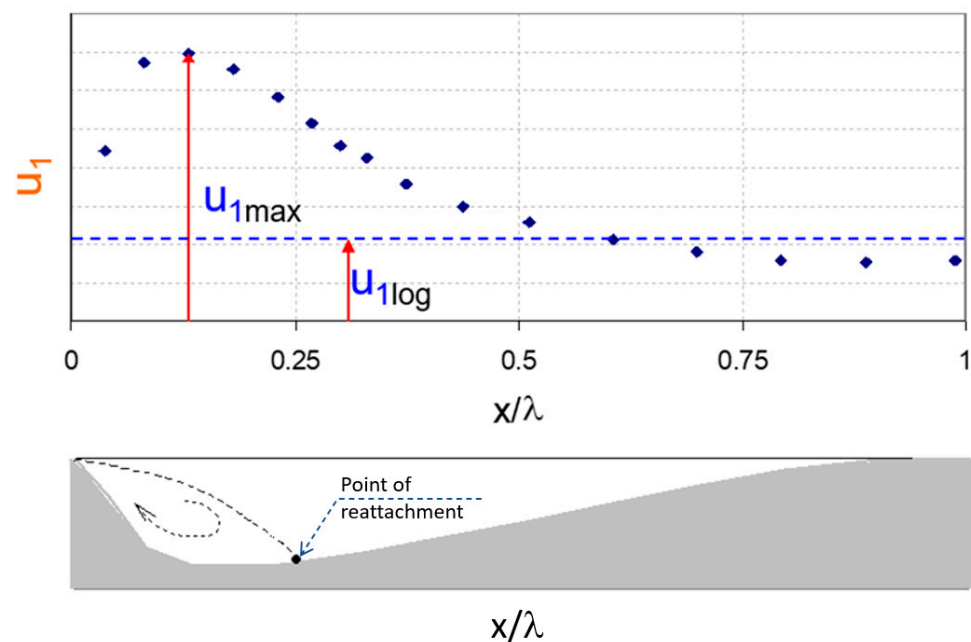 u₁
u₁max
u₁log
0 0.25 0.5 0.75 1
x/λ
Point of
reattachment
x/λ